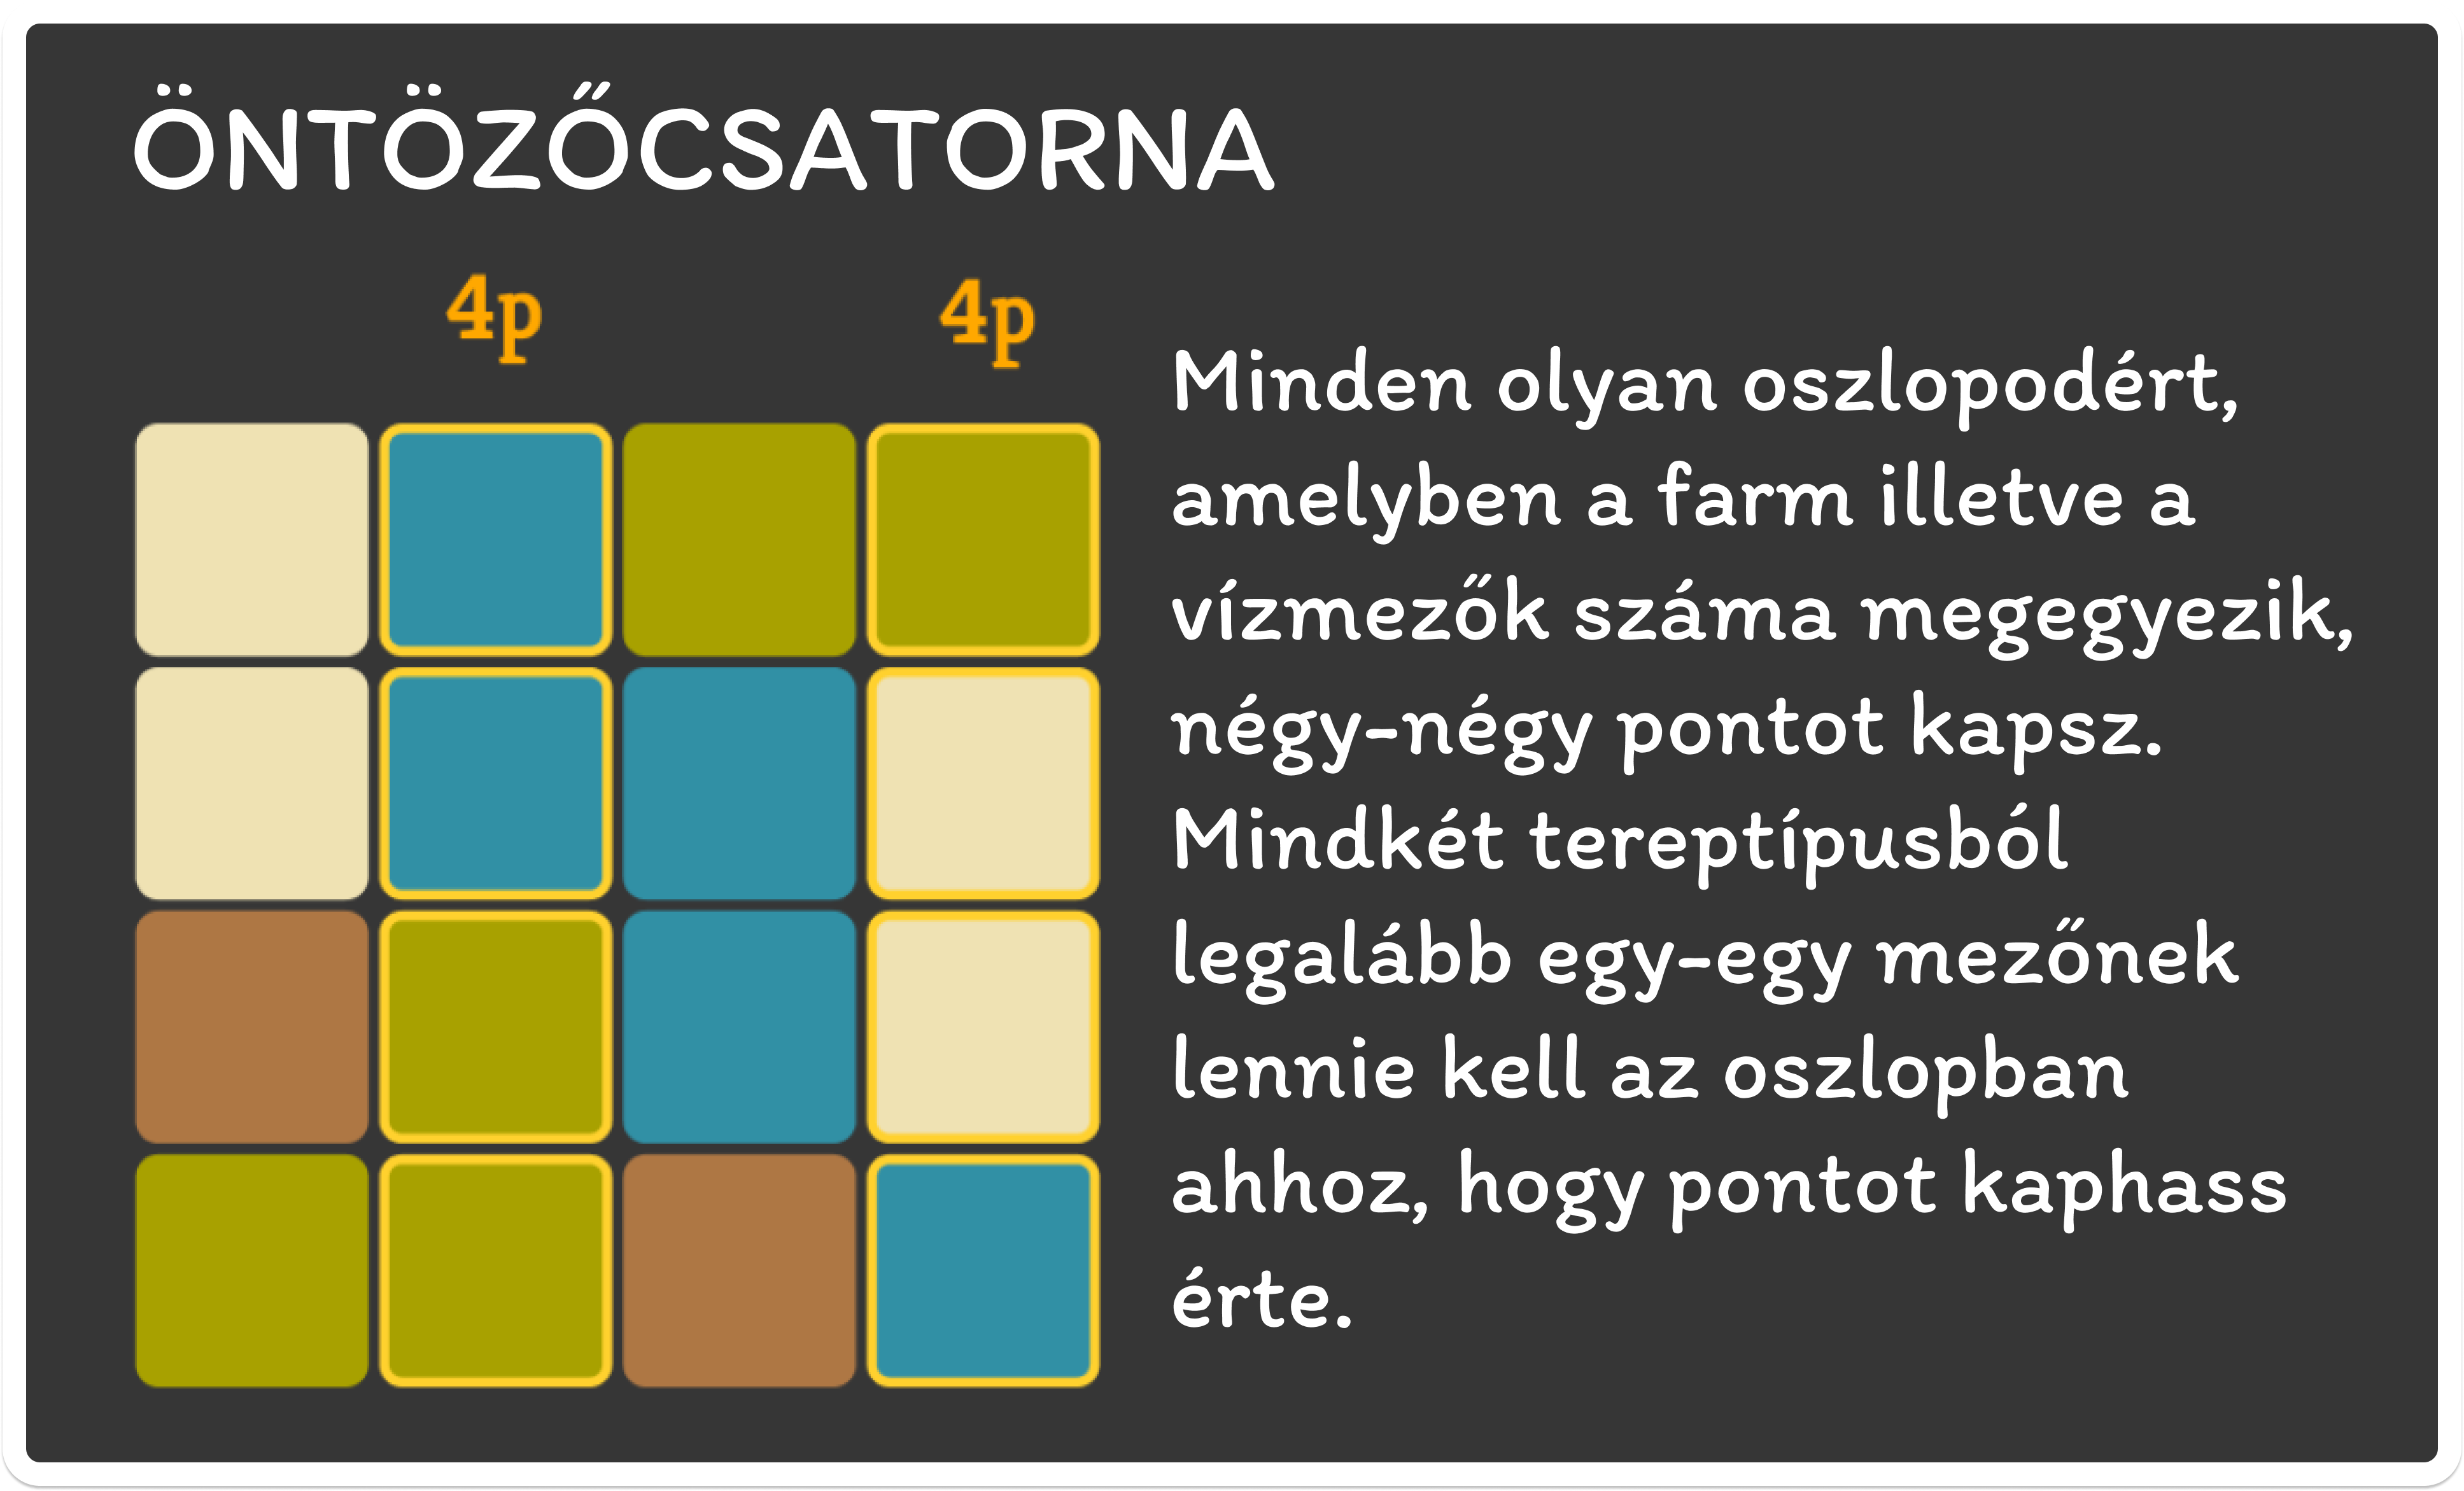 ÖNTÖZŐCSATORNA
4p 4p
Minden olyan oszlopodért,
amelyben a farm illetve a
vízmezők száma megegyezik,
négy-négy pontot kapsz.
Mindkét tereptípusból
legalább egy-egy mezőnek
lennie kell az oszlopban
ahhoz, hogy pontot kaphass
érte.